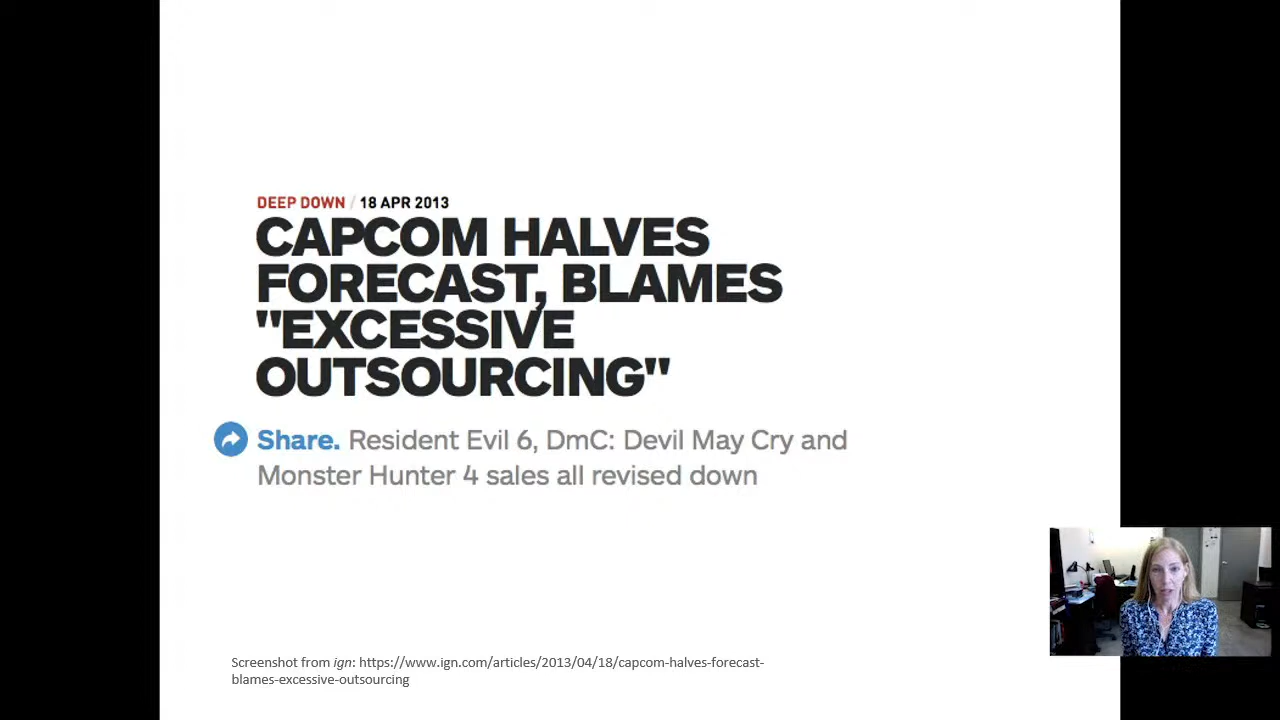 DEEP DOWN / 18 APR 2013
CAPCOM HALVES
FORECAST, BLAMES
"EXCESSIVE
OUTSOURCING"
Share. Resident Evil 6, DmC: Devil May Cry and
Monster Hunter 4 sales all revised down
Screenshot from ign: https://www.ign.com/articles/2013/04/18/capcom-halves-forecast-
blames-excessive-outsourcing